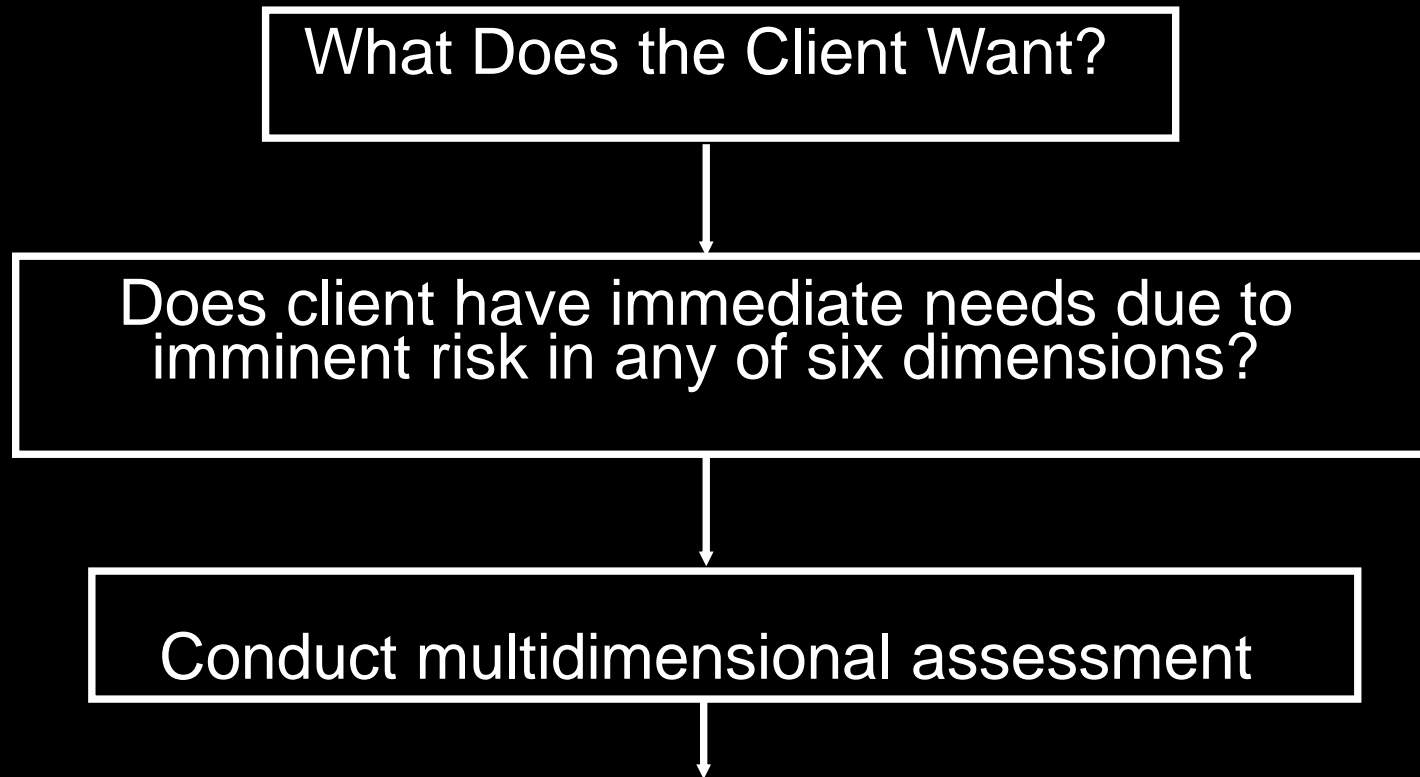 What Does the Client Want?
Does client have immediate needs due to
imminent risk in any of six dimensions?
Conduct multidimensional assessment